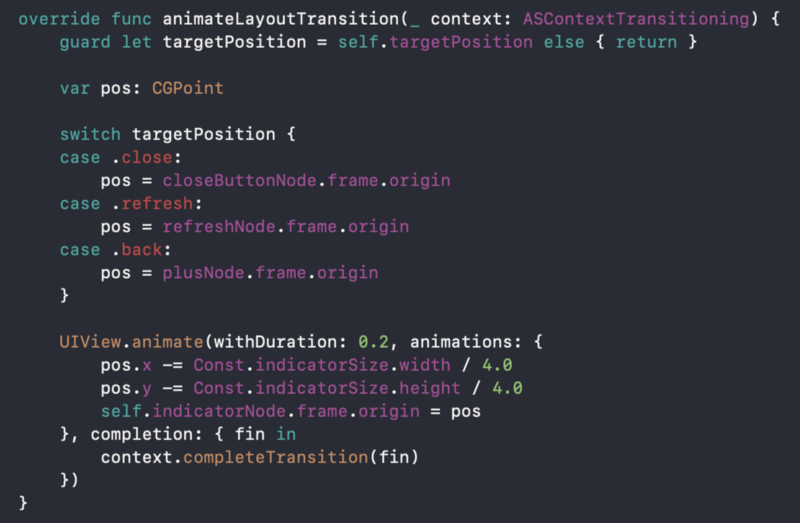 override func animateLayoutTransition(_ context: ASContextTransitioning) {
    guard let targetPosition = self.targetPosition else { return }

    var pos: CGPoint

    switch targetPosition {
    case .close:
        pos = closeButtonNode.frame.origin
    case .refresh:
        pos = refreshNode.frame.origin
    case .back:
        pos = plusNode.frame.origin
    }

    UIView.animate(withDuration: 0.2, animations: {
        pos.x -= Const.indicatorSize.width / 4.0
        pos.y -= Const.indicatorSize.height / 4.0
        self.indicatorNode.frame.origin = pos
    }, completion: { fin in
        context.completeTransition(fin)
    })
}